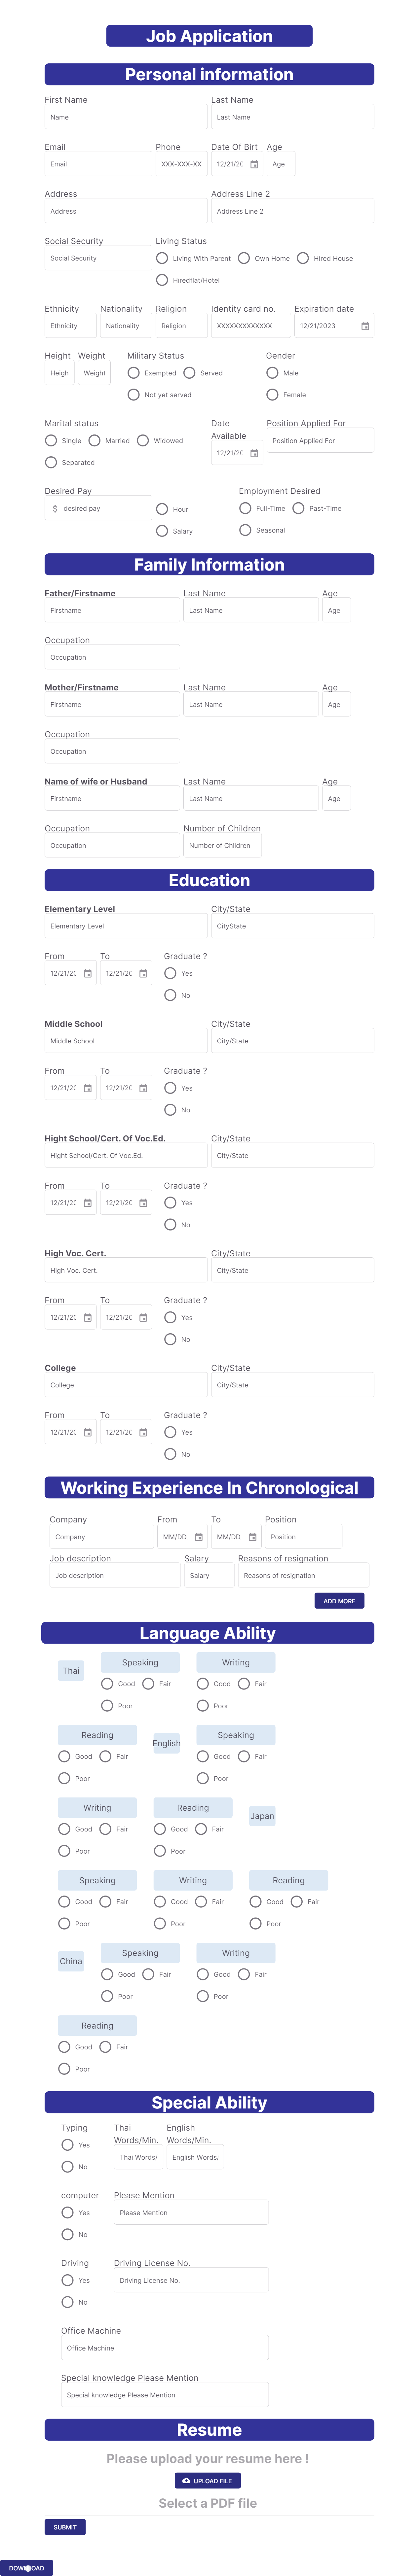 Job Application
Personal information
First Name Last Name
Name Last Name
Email Phone Date Of Birt Age
Email XXX-XXX-XX 12/21/2C Age
Address Address Line 2
Address Address Line 2
Social Security Living Status
Social Security Living With Parent Own Home Hired House
Hiredflat/Hotel
Ethnicity Nationality Religion Identity card no. Expiration date
Ethnicity Nationality Religion XXXXXXXXXXXXX 12/21/2023
Height Weight Military Status Gender
Heigh Weight Exempted Served Male
Not yet served Female
Marital status Date Available Position Applied For
Single Married Widowed 12/21/2C Position Applied For
Separated
Desired Pay Employment Desired
$ desired pay Hour Full-Time Past-Time
Salary Seasonal
Family Information
Father/Firstname Last Name Age
Firstname Last Name Age
Occupation
Occupation
Mother/Firstname Last Name Age
Firstname Last Name Age
Occupation
Occupation
Name of wife or Husband Last Name Age
Firstname Last Name Age
Occupation Number of Children
Occupation Number of Children
Education
Elementary Level City/State
Elementary Level CityState
From To Graduate ?
12/21/2C 12/21/2C Yes
No
Middle School City/State
Middle School City/State
From To Graduate ?
12/21/2C 12/21/2C Yes
No
Hight School/Cert. Of Voc.Ed. City/State
Hight School/Cert. Of Voc.Ed. City/State
From To Graduate ?
12/21/2C 12/21/2C Yes
No
High Voc. Cert. City/State
High Voc. Cert. City/State
From To Graduate ?
12/21/2C 12/21/2C Yes
No
College City/State
College City/State
From To Graduate ?
12/21/2C 12/21/2C Yes
No
Working Experience In Chronological
Company From To Position
Company MM/DD, MM/DD, Position
Job description Salary Reasons of resignation
Job description Salary Reasons of resignation
ADD MORE
Language Ability
Thai Speaking Writing
Good Fair Good Fair
Poor Poor
Reading English Speaking
Good Fair Good Fair
Poor Poor
Writing Reading Japan
Good Fair Good Fair
Poor Poor
Speaking Writing Reading
Good Fair Good Fair Good Fair
Poor Poor Poor
China Speaking Writing
Good Fair Good Fair
Poor Poor
Reading
Good Fair
Poor
Special Ability
Typing Thai English
Words/Min. Words/Min.
Yes Thai Words/ English Words/
No
computer Please Mention
Yes Please Mention
No
Driving Driving License No.
Yes Driving License No.
No
Office Machine
Office Machine
Special knowledge Please Mention
Special knowledge Please Mention
Resume
Please upload your resume here !
UPLOAD FILE
Select a PDF file
SUBMIT
DOWNLOAD